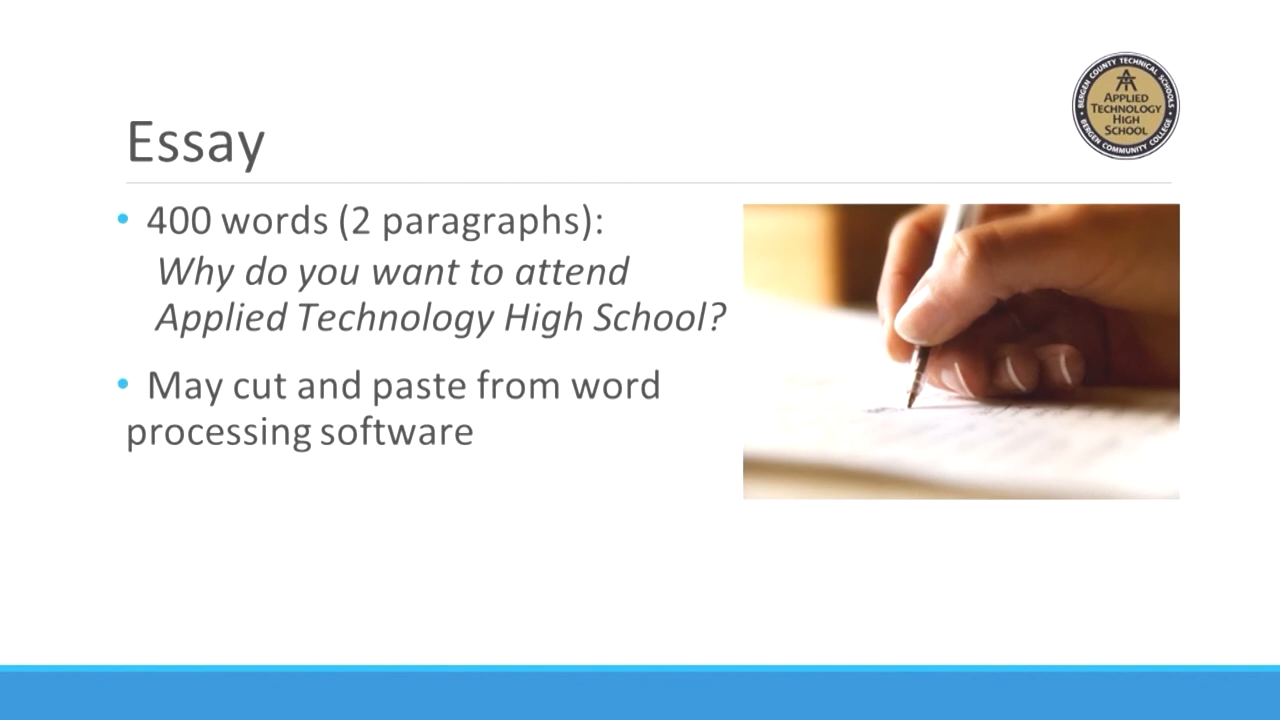 BERGEN COUNTY TECHNICAL SCHOOLS
APPLIED
TECHNOLOGY
HIGH
SCHOOL
BERGEN COMMUNITY COLLEGE
Essay
• 400 words (2 paragraphs):
Why do you want to attend
Applied Technology High School?
• May cut and paste from word
processing software